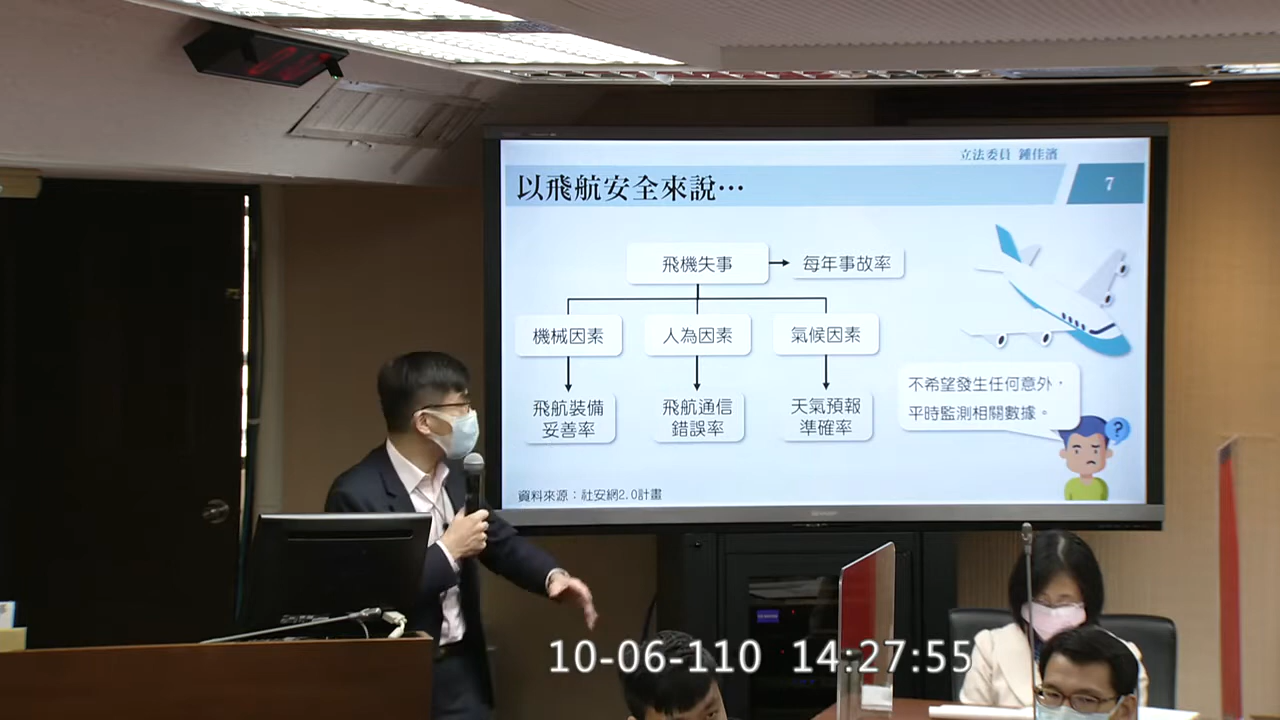 立法委員 鍾佳濱
以飛航安全來說…
7
飛機失事
每年事故率
機械因素
人為因素
氣候因素
飛航裝備
妥善率
飛航通信
錯誤率
天氣預報
準確率
不希望發生任何意外，
平時監測相關數據。
?
資料來源：社安網2.0計畫
SHARP
10-06-110 14:27:55